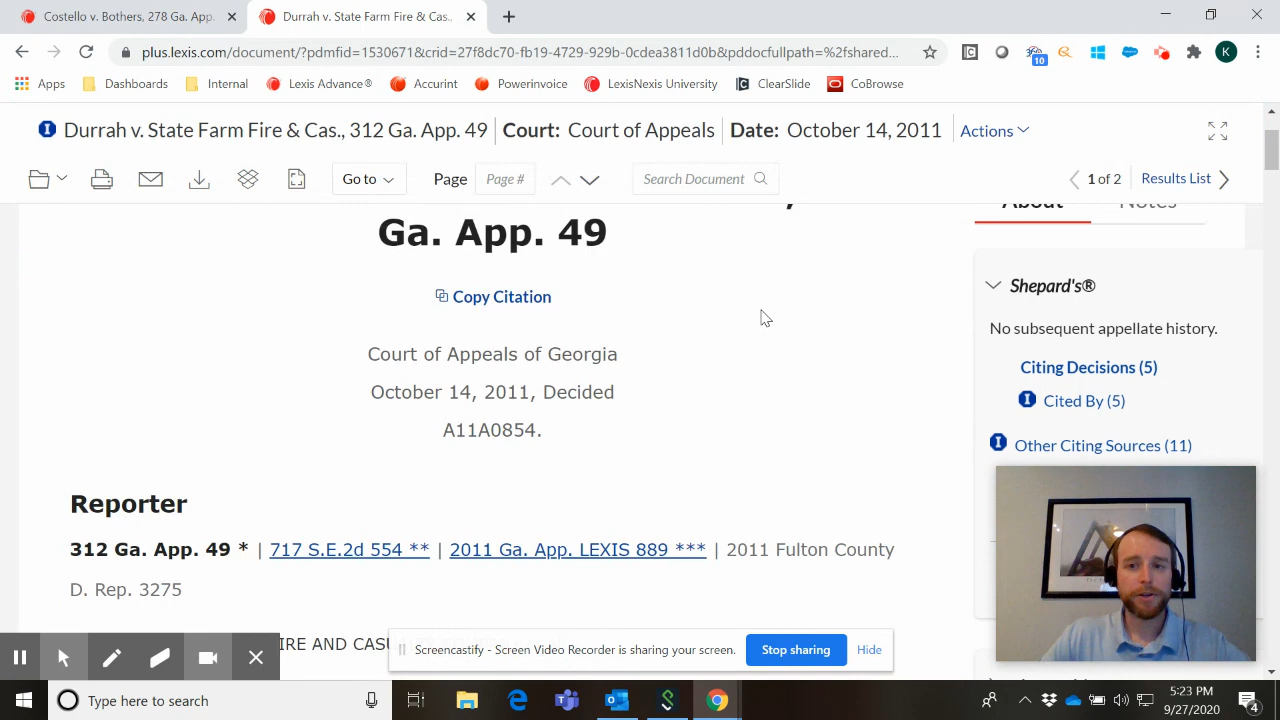 Costello v. Bothers, 278 Ga. App.
Durrah v. State Farm Fire & Cas.,
plus.lexis.com/document/?pdmfid=1530671&crid=27f8dc70-fb19-4729-929b-0cdea3811d0b&pddocfullpath=%2fshared...
10
K
Apps
Dashboards
Internal
Lexis Advance®
Accurint
Powerinvoice
LexisNexis University
ClearSlide
CoBrowse
Durrah v. State Farm Fire & Cas., 312 Ga. App. 49 Court: Court of Appeals Date: October 14, 2011 Actions
Go to Page Page # Search Document 1 of 2 Results List
About Notes
Ga. App. 49
Copy Citation
Court of Appeals of Georgia
October 14, 2011, Decided
A11A0854.
Reporter
312 Ga. App. 49 * | 717 S.E.2d 554 ** | 2011 Ga. App. LEXIS 889 *** | 2011 Fulton County
D. Rep. 3275
Shepard's®
No subsequent appellate history.
Citing Decisions (5)
Cited By (5)
Other Citing Sources (11)
IRE AND CAS
Screencastify - Screen Video Recorder is sharing your screen. Stop sharing Hide
Type here to search
5:23 PM
9/27/2020
4